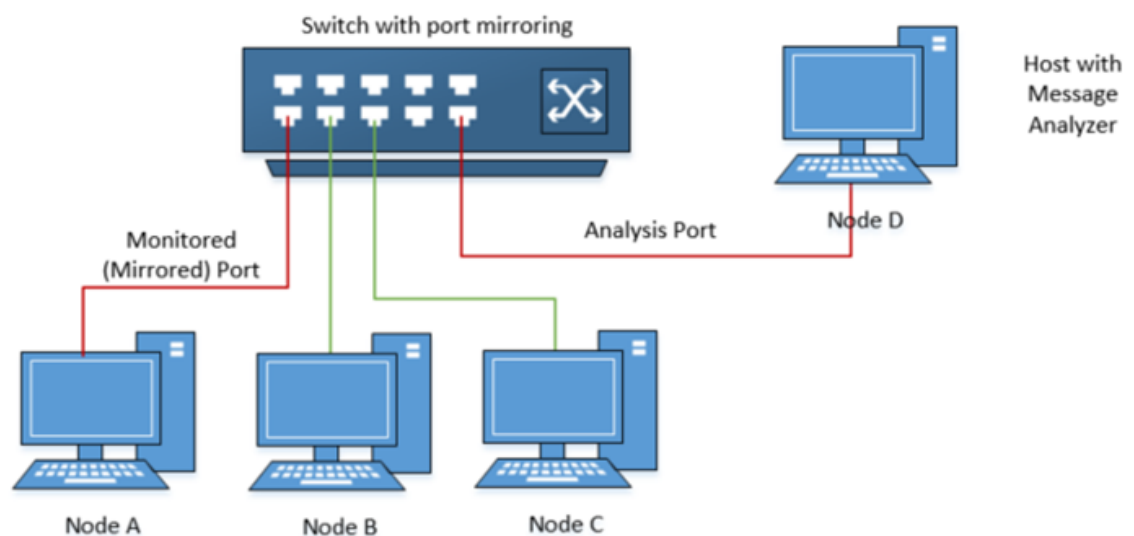 Switch with port mirroring
Host with
Message
Analyzer
Node D
Analysis Port
Monitored
(Mirrored) Port
Node A
Node B
Node C